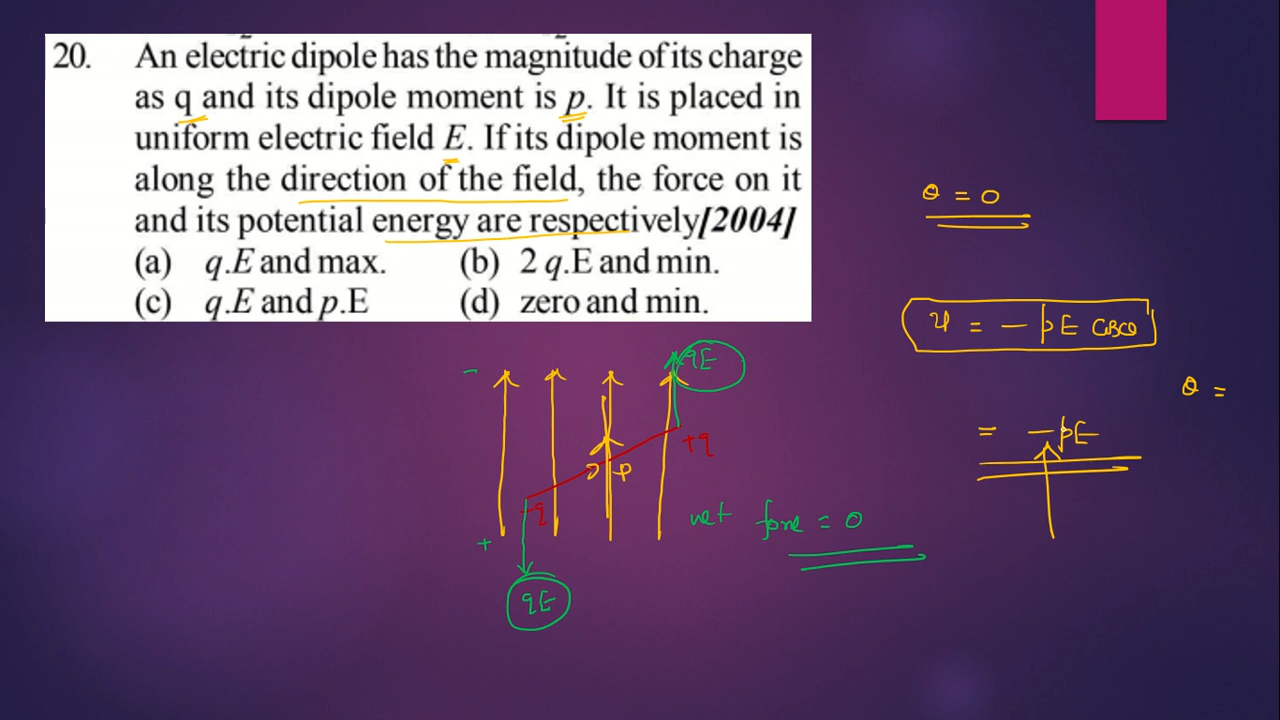 20. An electric dipole has the magnitude of its charge
as q and its dipole moment is p. It is placed in
uniform electric field E. If its dipole moment is
along the direction of the field, the force on it
and its potential energy are respectively[2004]
(a) q.E and max. (b) 2 q.E and min.
(c) q.E and p.E (d) zero and min.
θ = 0
U = - pE cosθ
θ =
= - pE
-
qE
+q
p
-q
+
net force = 0
qE